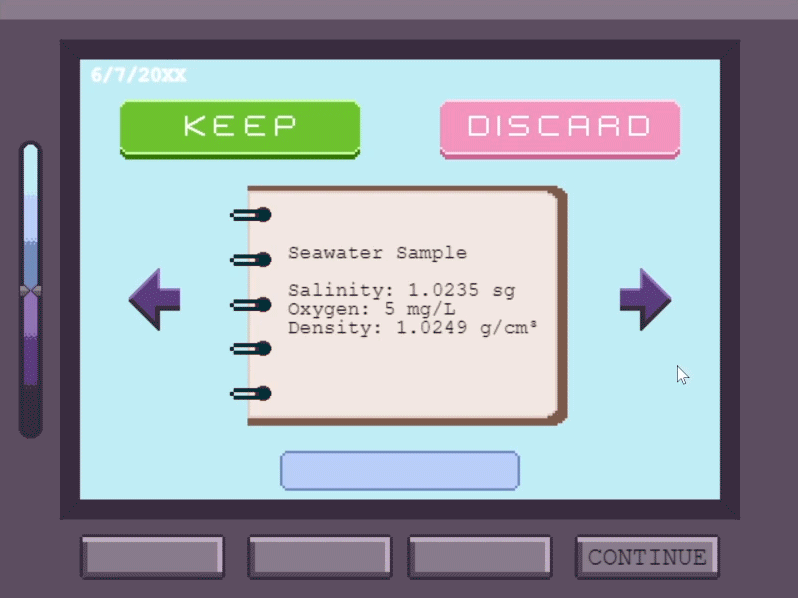 6/7/20XX
KEEP
DISCARD
Seawater Sample
Salinity: 1.0235 sg
Oxygen: 5 mg/L
Density: 1.0249 g/cm³
CONTINUE